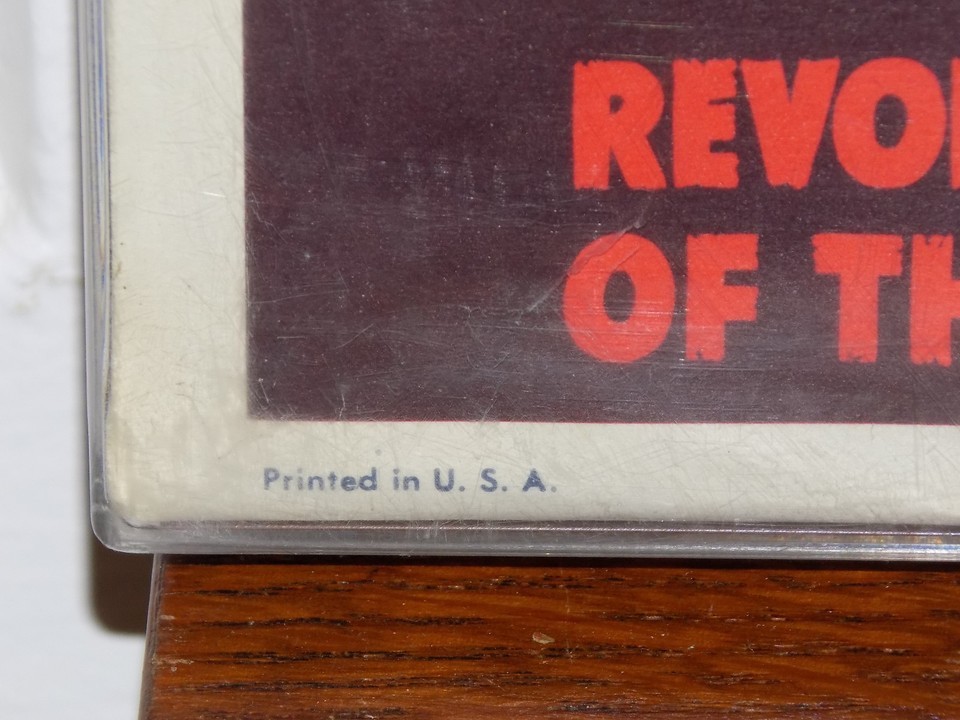 REVO
OF TH
Printed in U. S. A.